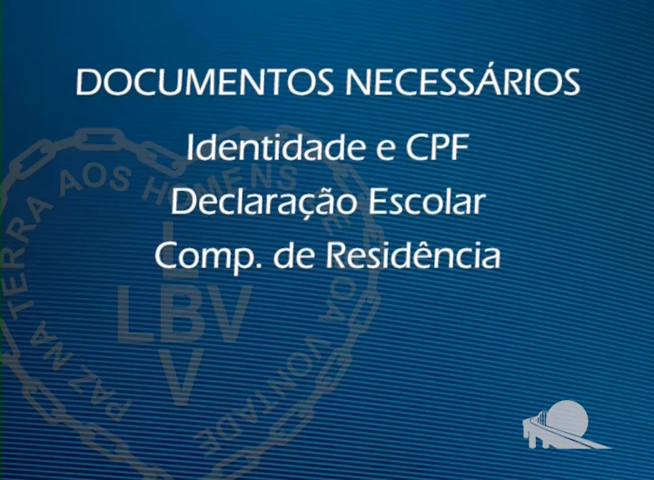 DOCUMENTOS NECESSÁRIOS
Identidade e CPF
Declaração Escolar
Comp. de Residência
PAZ NA TERRA AOS HOMENS DE BOA VONTADE
L
LBV
V